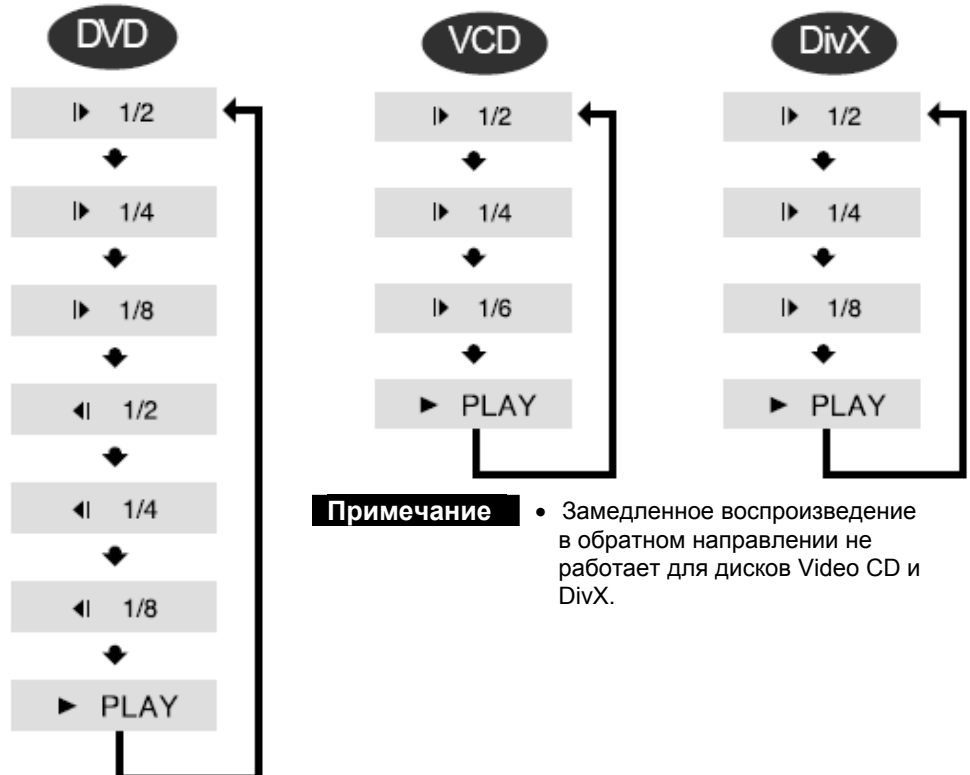 DVD
▷ 1/2
▷ 1/4
▷ 1/8
◁ 1/2
◁ 1/4
◁ 1/8
► PLAY
VCD
▷ 1/2
▷ 1/4
▷ 1/6
► PLAY
DivX
▷ 1/2
▷ 1/4
▷ 1/8
► PLAY
Примечание
• Замедленное воспроизведение
в обратном направлении не
работает для дисков Video CD и
DivX.